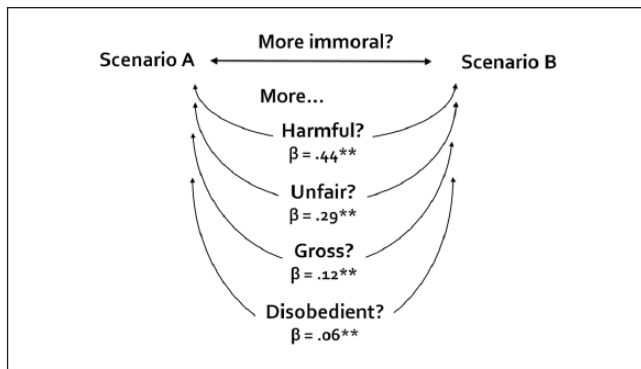 More immoral?
Scenario A
Scenario B
More...
Harmful?
β = .44**
Unfair?
β = .29**
Gross?
β = .12**
Disobedient?
β = .06**